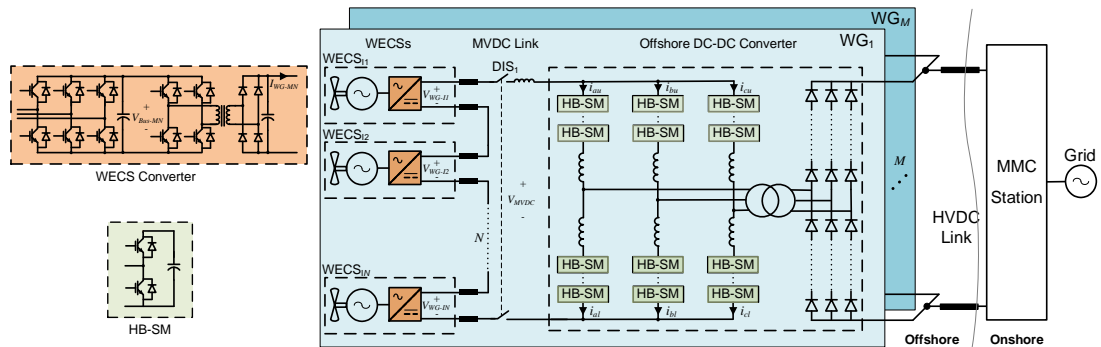 WG_M
WG_1
WECSs
MVDC Link
Offshore DC-DC Converter
WECS_I1
DIS_1
V_WG-I1
+
-
i_au
i_bu
i_cu
HB-SM
HB-SM
HB-SM
HB-SM
HB-SM
HB-SM
I_WG-MN
+
V_Bus-MN
-
WECS Converter
WECS_I2
+
V_WG-I2
-
+
V_MVDC
-
N
M
HVDC
Link
MMC
Station
Grid
HB-SM
WECS_IN
+
V_WG-IN
-
HB-SM
HB-SM
HB-SM
HB-SM
HB-SM
HB-SM
i_al
i_bl
i_cl
Offshore
Onshore